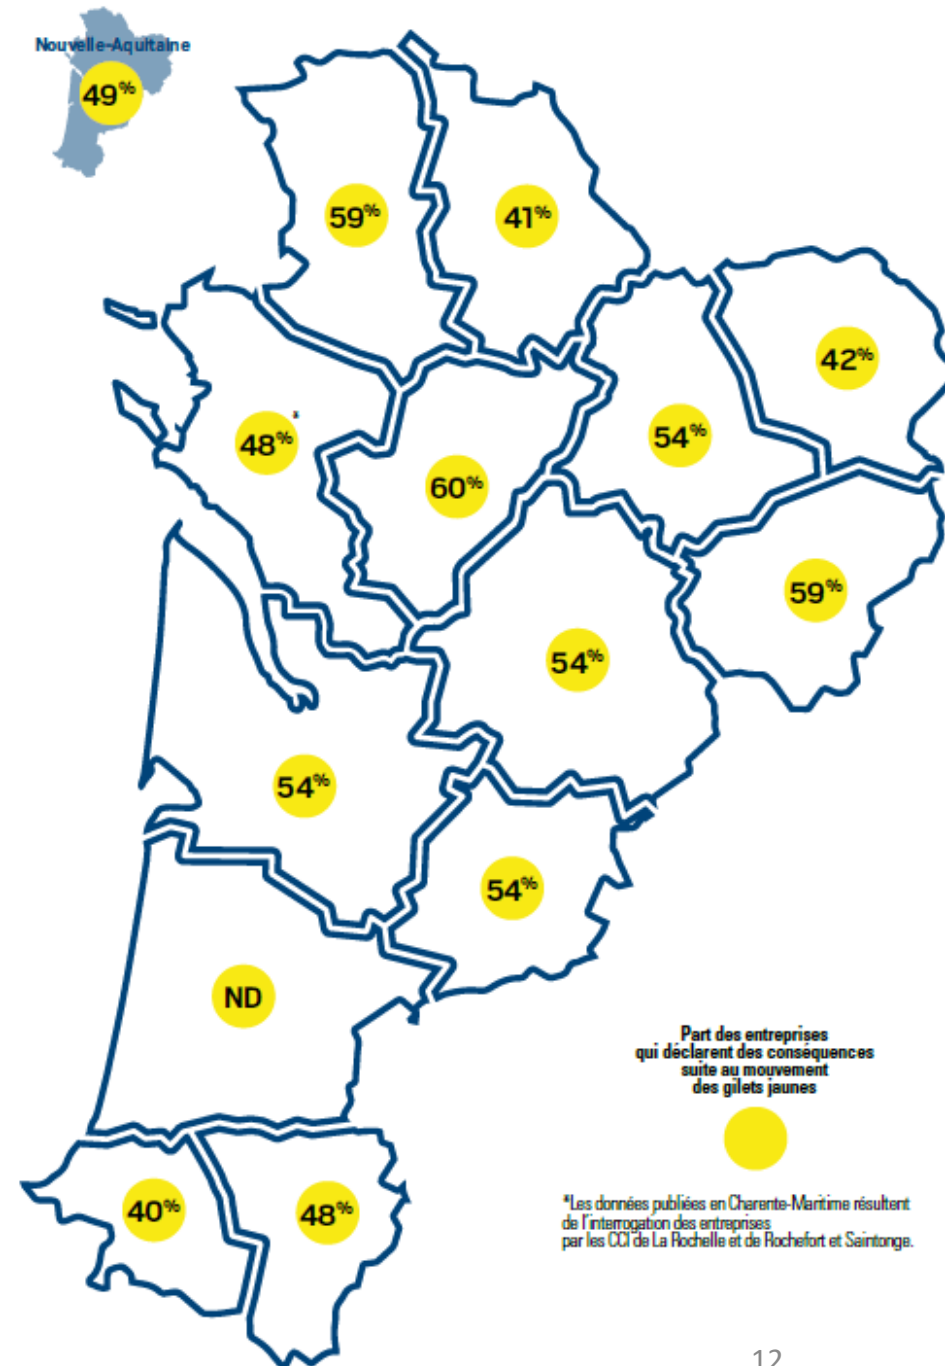 Nouvelle-Aquitaine
49%
59%
41%
42%
48%*
54%
60%
59%
54%
54%
54%
ND
Part des entreprises
qui déclarent des conséquences
suite au mouvement
des gilets jaunes
40%
48%
*Les données publiées en Charente-Maritime résultent
de l'interrogation des entreprises
par les CCI de La Rochelle et de Rochefort et Saintonge.
12